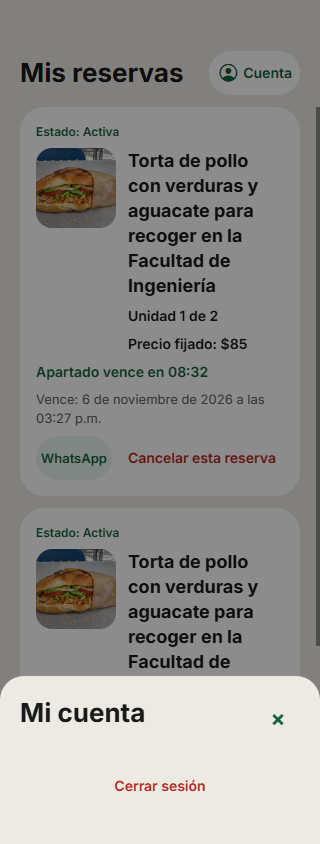 Mis reservas
Cuenta
Estado: Activa
Torta de pollo
con verduras y
aguacate para
recoger en la
Facultad de
Ingeniería
Unidad 1 de 2
Precio fijado: $85
Apartado vence en 08:32
Vence: 6 de noviembre de 2026 a las
03:27 p.m.
WhatsApp
Cancelar esta reserva
Estado: Activa
Torta de pollo
con verduras y
aguacate para
recoger en la
Facultad de
Mi cuenta
×
Cerrar sesión